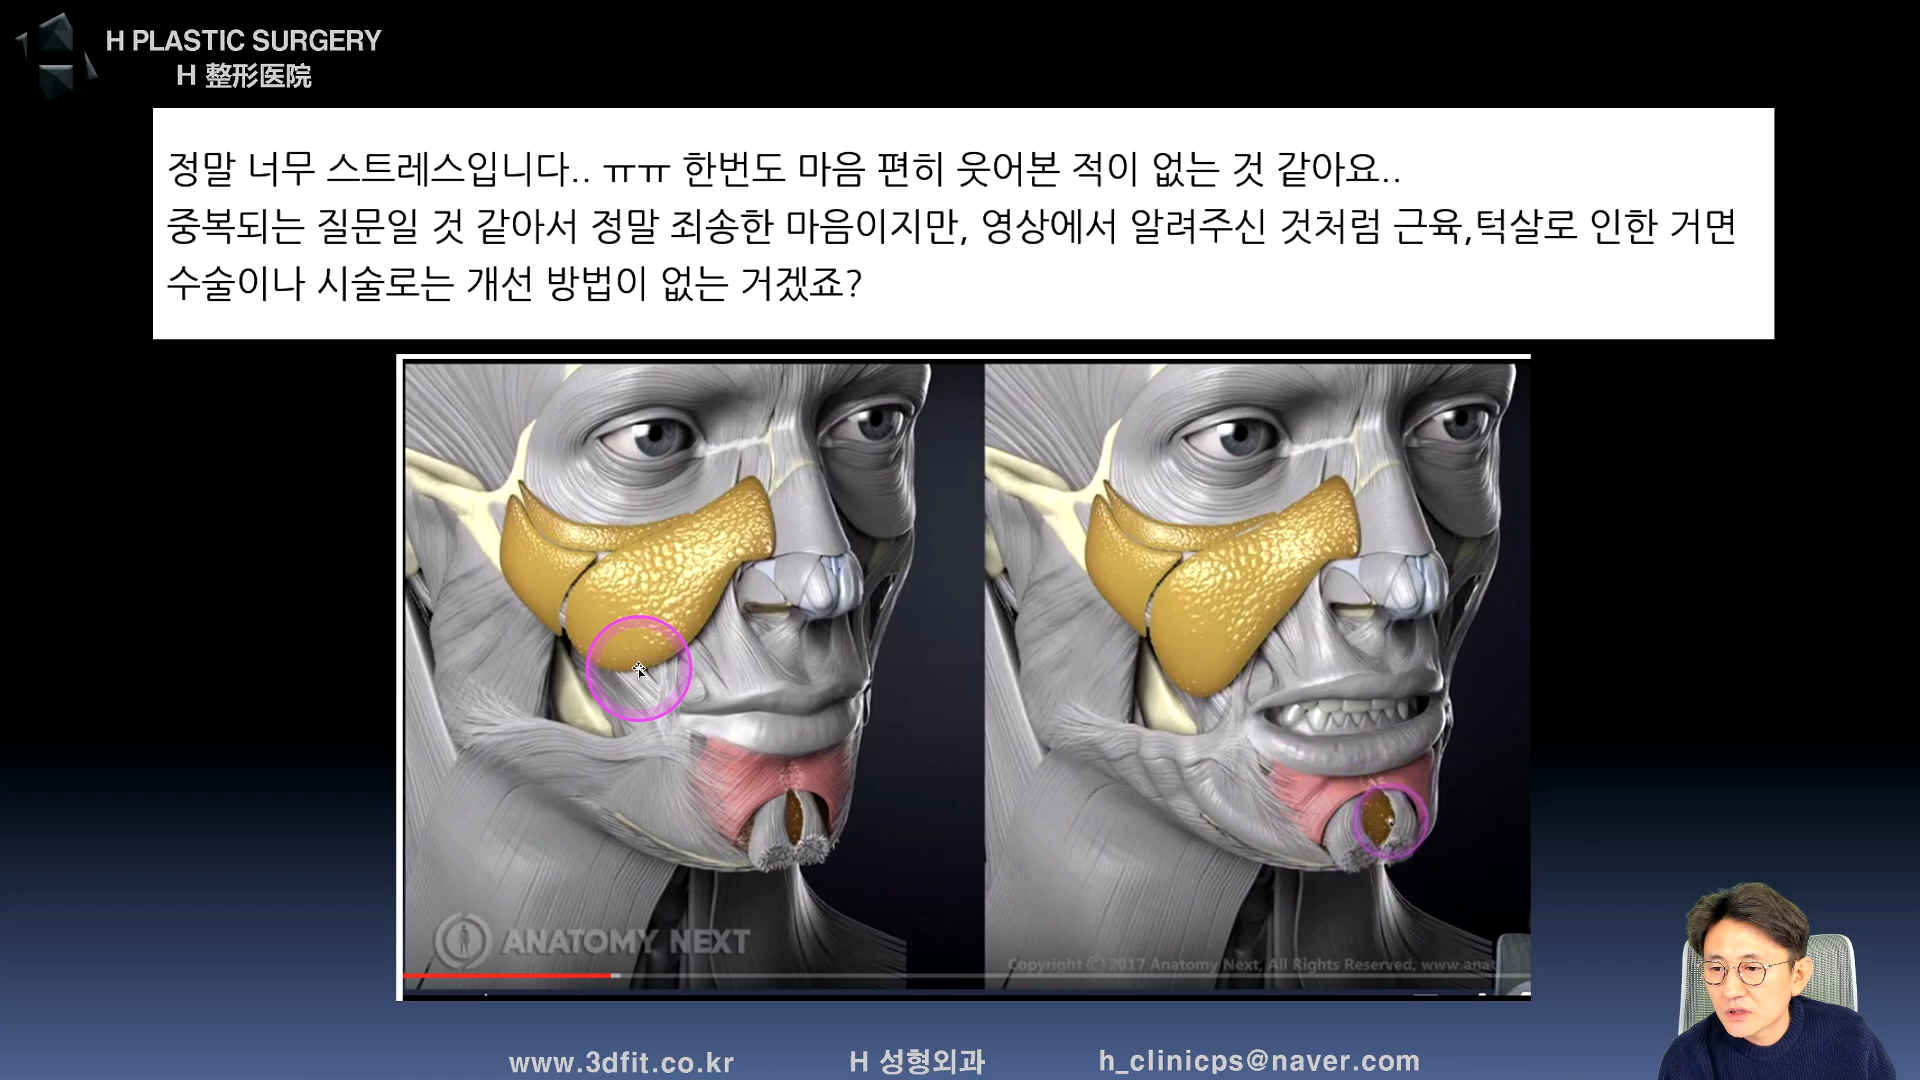 H PLASTIC SURGERY
H 整形医院
정말 너무 스트레스입니다.. ㅠㅠ 한번도 마음 편히 웃어본 적이 없는 것 같아요..
중복되는 질문일 것 같아서 정말 죄송한 마음이지만, 영상에서 알려주신 것처럼 근육,턱살로 인한 거면
수술이나 시술로는 개선 방법이 없는 거겠죠?
ANATOMY NEXT
Copyright © 2017 Anatomy Next, All Rights Reserved, www.anat
www.3dfit.co.kr
H 성형외과
h_clinicps@naver.com